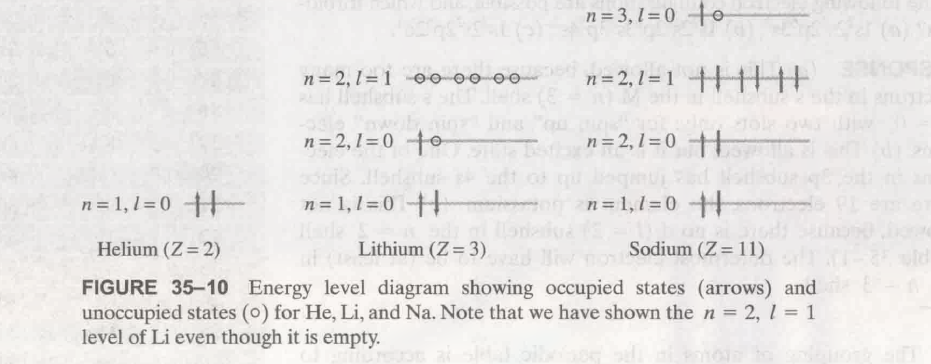 n = 3, l = 0
n = 2, l = 1 n = 2, l = 1
n = 2, l = 0 n = 2, l = 0
n = 1, l = 0 n = 1, l = 0 n = 1, l = 0
Helium (Z = 2) Lithium (Z = 3) Sodium (Z = 11)
FIGURE 35–10 Energy level diagram showing occupied states (arrows) and
unoccupied states (○) for He, Li, and Na. Note that we have shown the n = 2, l = 1
level of Li even though it is empty.